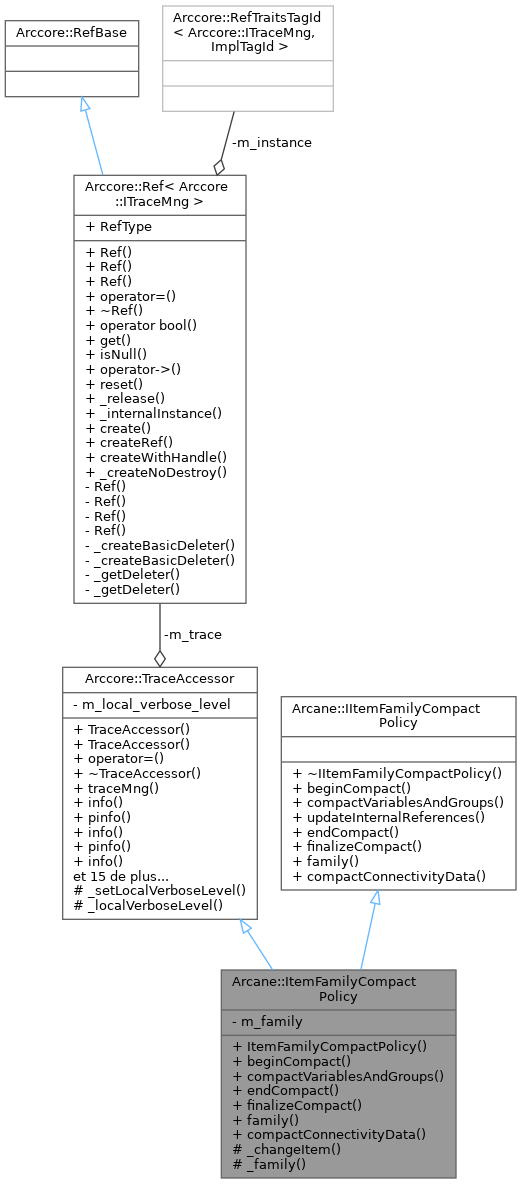 Arccore::RefBase
Arccore::RefTraitsTagId
< Arccore::ITraceMng,
ImplTagId >
-m_instance
Arccore::Ref< Arccore
::ITraceMng >
+ RefType
+ Ref()
+ Ref()
+ Ref()
+ operator=()
+ ~Ref()
+ operator bool()
+ get()
+ isNull()
+ operator->()
+ reset()
+ _release()
+ _internalInstance()
+ create()
+ createRef()
+ createWithHandle()
+ _createNoDestroy()
- Ref()
- Ref()
- Ref()
- Ref()
- _createBasicDeleter()
- _createBasicDeleter()
- _getDeleter()
- _getDeleter()
-m_trace
Arccore::TraceAccessor
- m_local_verbose_level
+ TraceAccessor()
+ TraceAccessor()
+ operator=()
+ ~TraceAccessor()
+ traceMng()
+ info()
+ pinfo()
+ info()
+ pinfo()
+ info()
et 15 de plus...
# _setLocalVerboseLevel()
# _localVerboseLevel()
Arcane::IItemFamilyCompact
Policy
+ ~IItemFamilyCompactPolicy()
+ beginCompact()
+ compactVariablesAndGroups()
+ updateInternalReferences()
+ endCompact()
+ finalizeCompact()
+ family()
+ compactConnectivityData()
Arcane::ItemFamilyCompact
Policy
- m_family
+ ItemFamilyCompactPolicy()
+ beginCompact()
+ compactVariablesAndGroups()
+ endCompact()
+ finalizeCompact()
+ family()
+ compactConnectivityData()
# _changeItem()
# _family()